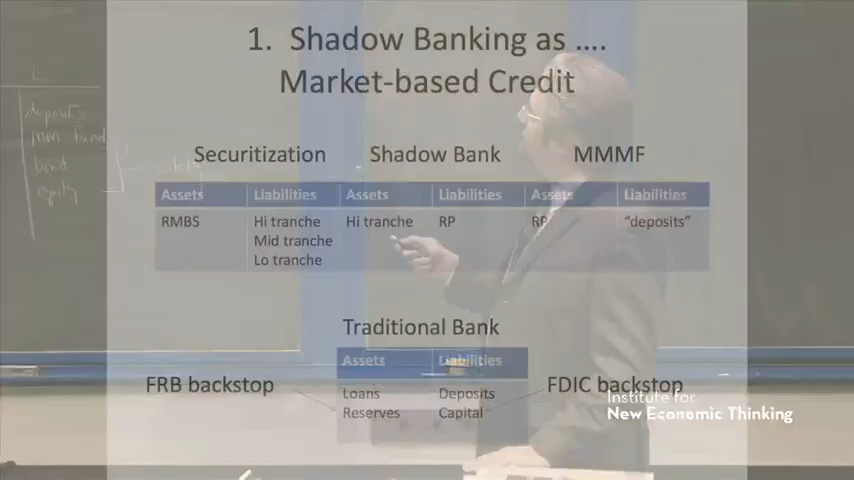 1. Shadow Banking as ....
Market-based Credit
Securitization Shadow Bank MMMF
Assets Liabilities Assets Liabilities Assets Liabilities
RMBS Hi tranche Hi tranche RP RP "deposits"
Mid tranche
Lo tranche
Traditional Bank
Assets Liabilities
FRB backstop FDIC backstop
Loans Deposits
Reserves Capital
Institute for
New Economic Thinking
L
deposits
mm fund
bond
equity